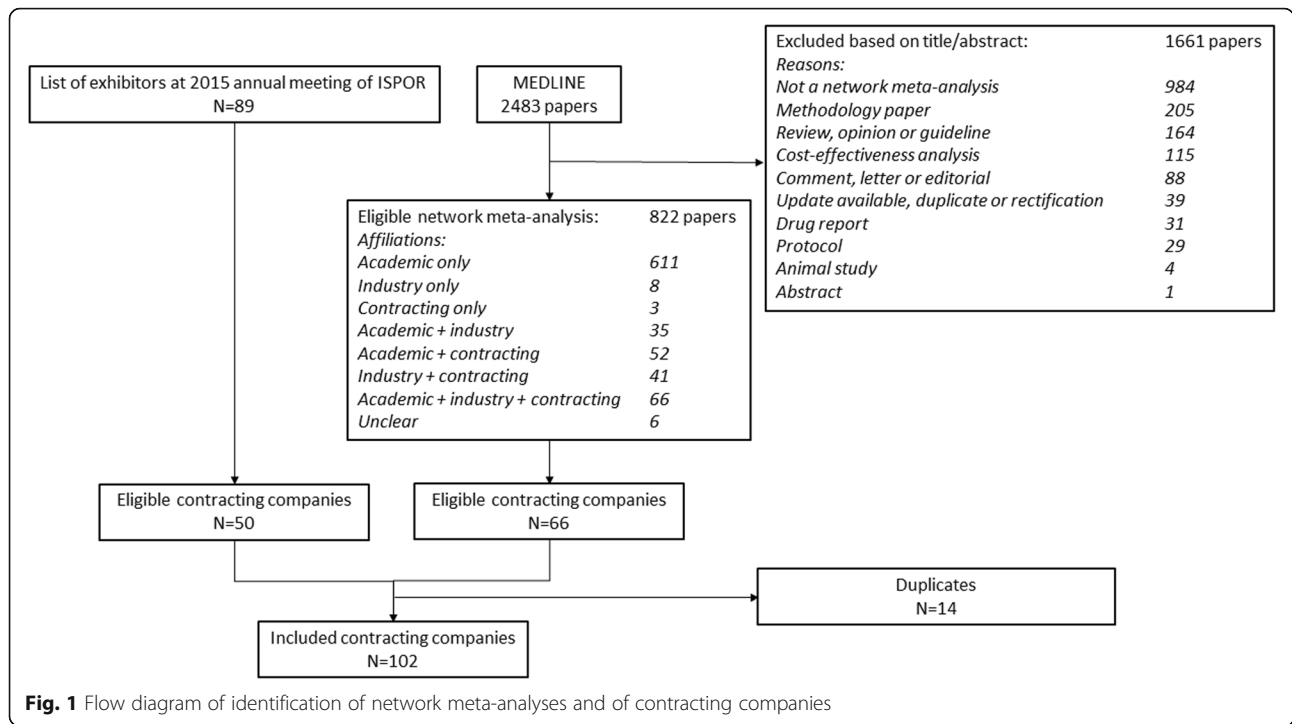 List of exhibitors at 2015 annual meeting of ISPOR
N=89
MEDLINE
2483 papers
Excluded based on title/abstract: 1661 papers
Reasons:
Not a network meta-analysis 984
Methodology paper 205
Review, opinion or guideline 164
Cost-effectiveness analysis 115
Comment, letter or editorial 88
Update available, duplicate or rectification 39
Drug report 31
Protocol 29
Animal study 4
Abstract 1
Eligible network meta-analysis: 822 papers
Affiliations:
Academic only 611
Industry only 8
Contracting only 3
Academic + industry 35
Academic + contracting 52
Industry + contracting 41
Academic + industry + contracting 66
Unclear 6
Eligible contracting companies
N=50
Eligible contracting companies
N=66
Duplicates
N=14
Included contracting companies
N=102
Fig. 1 Flow diagram of identification of network meta-analyses and of contracting companies